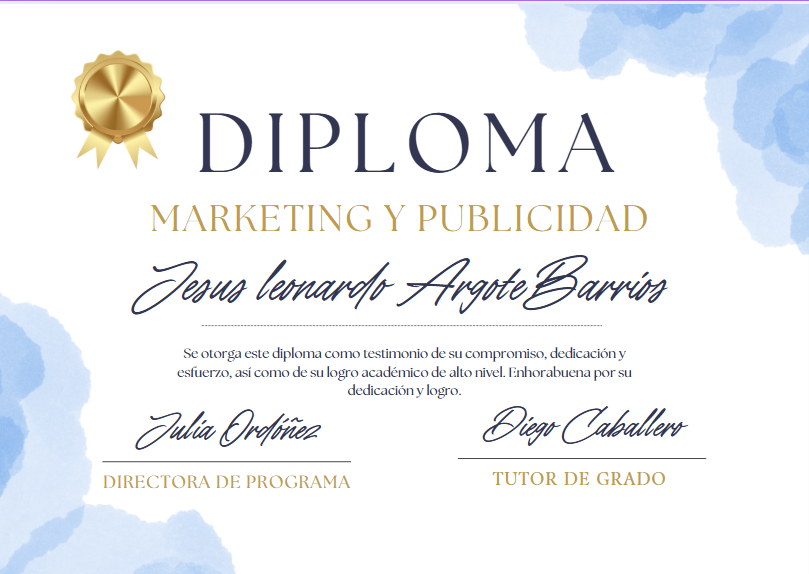 DIPLOMA
MARKETING Y PUBLICIDAD
Jesus leonardo Argote Barrios
Se otorga este diploma como testimonio de su compromiso, dedicación y
esfuerzo, así como de su logro académico de alto nivel. Enhorabuena por su
dedicación y logro.
Julia Ordóñez
DIRECTORA DE PROGRAMA
Diego Caballero
TUTOR DE GRADO